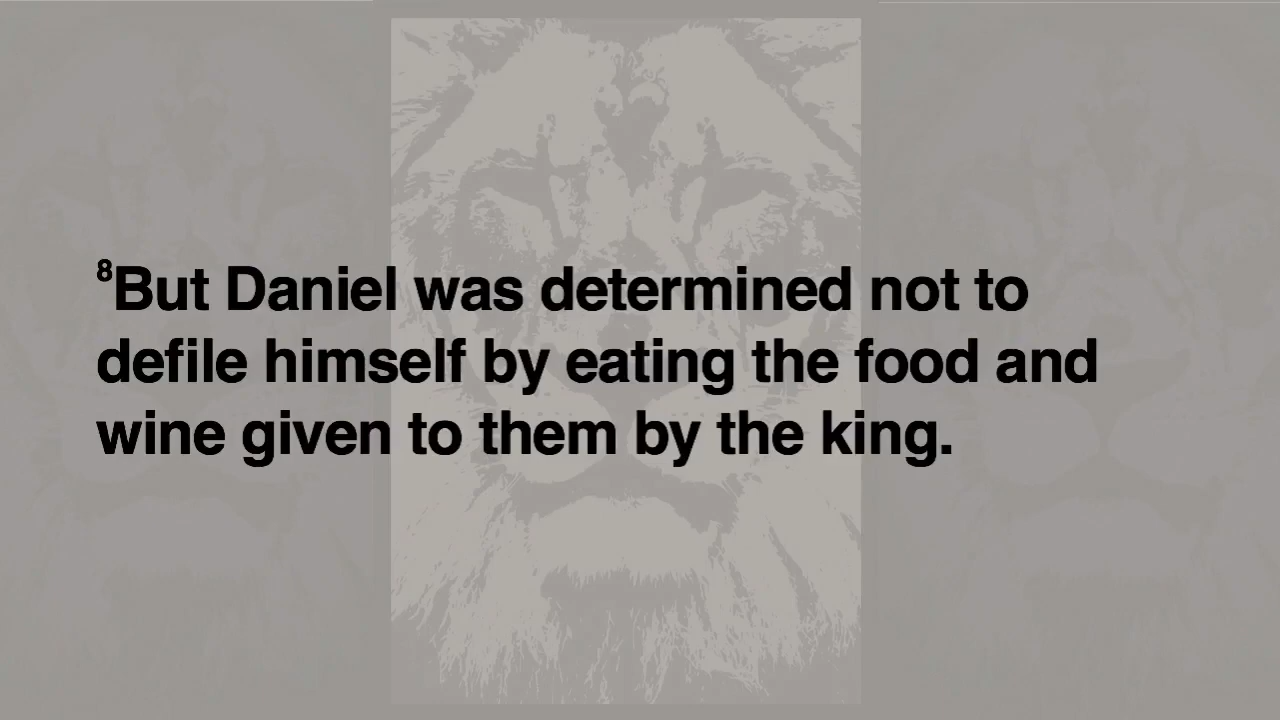 ⁸But Daniel was determined not to
defile himself by eating the food and
wine given to them by the king.